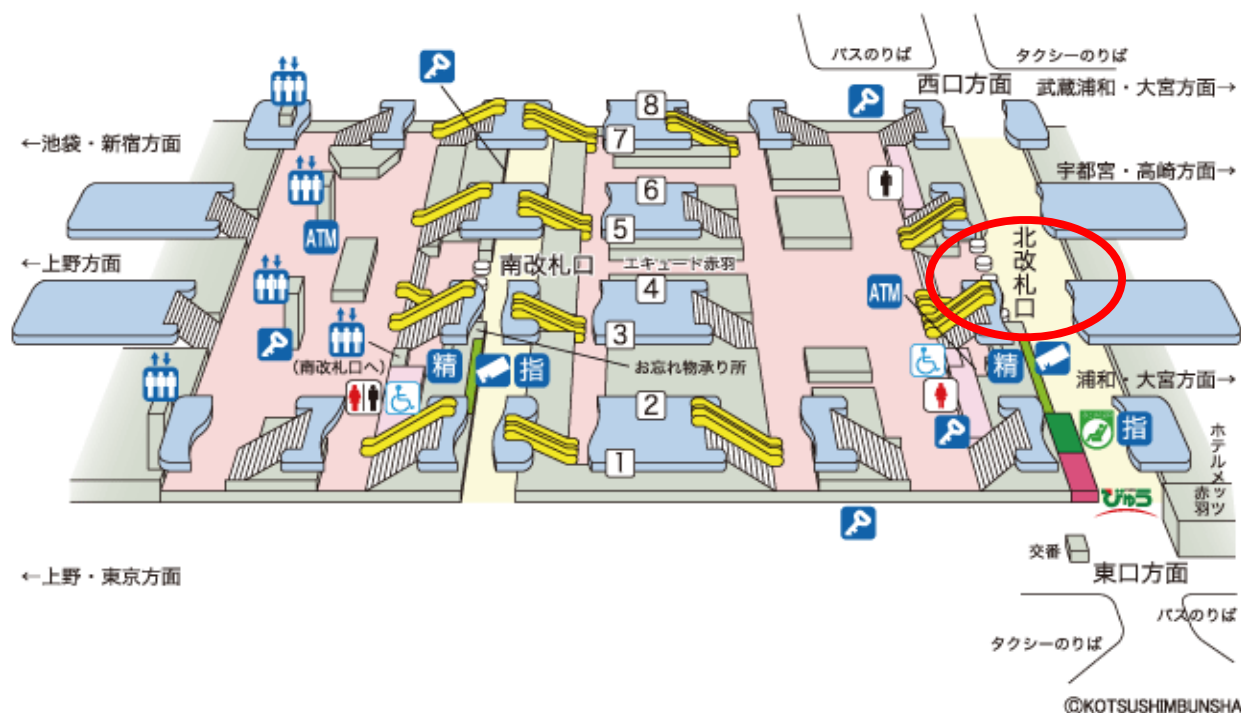 バスのりば
タクシーのりば
西口方面
武蔵浦和・大宮方面→
8
←池袋・新宿方面
7
宇都宮・高崎方面→
6
ATM
5
北改札口
←上野方面
南改札口
エキュート赤羽
4
ATM
3
(南改札口へ)
精
指
お忘れ物承り所
精
浦和・大宮方面→
2
指
1
ホテルメッツ
赤羽
びゅう
交番
←上野・東京方面
東口方面
バスのりば
タクシーのりば
©KOTSUSHIMBUNSHA